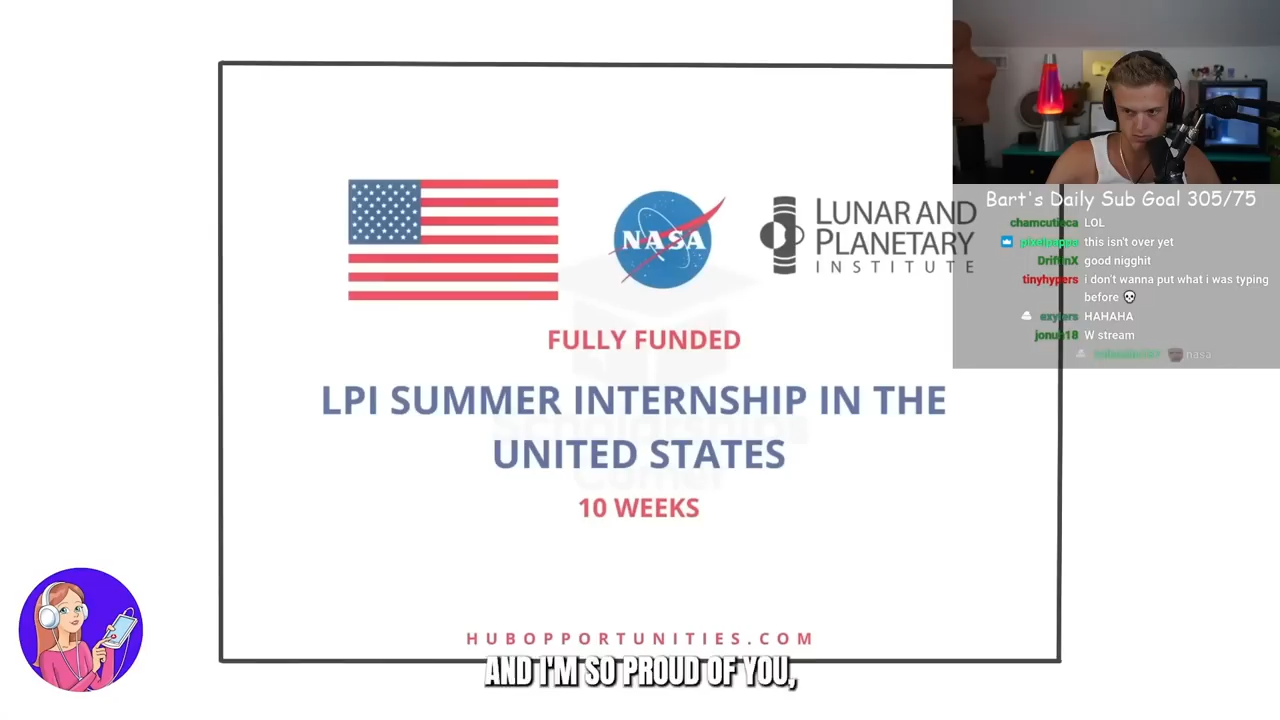 NASA
LUNAR AND
PLANETARY
INSTITUTE
FULLY FUNDED
LPI SUMMER INTERNSHIP IN THE
UNITED STATES
10 WEEKS
HUBOPPORTUNITIES.COM
AND I'M SO PROUD OF YOU,
Bart's Daily Sub Goal 305/75
chamcutieca LOL
this isn't over yet
good nigghit
tinyhypers i don't wanna put what i was typing
before 💀
HAHAHA
W stream
nasa